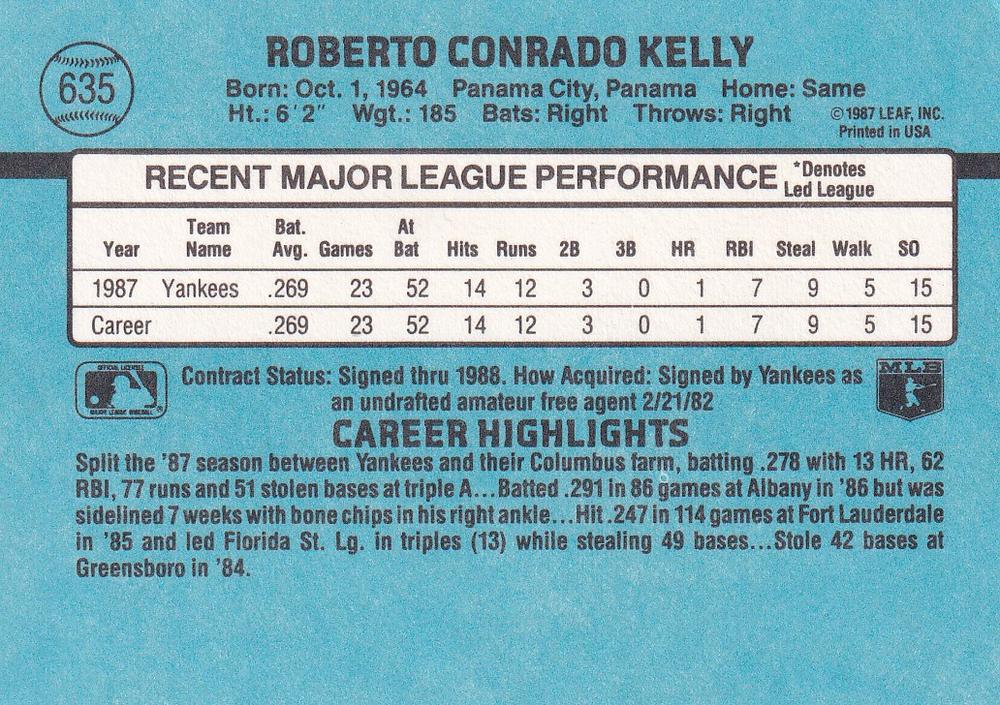 635
ROBERTO CONRADO KELLY
Born: Oct. 1, 1964 Panama City, Panama Home: Same
Ht.: 6'2" Wgt.: 185 Bats: Right Throws: Right
©1987 LEAF, INC.
Printed in USA
RECENT MAJOR LEAGUE PERFORMANCE *Denotes Led League
Year Team Name Bat. Avg. Games At Bat Hits Runs 2B 3B HR RBI Steal Walk SO
1987 Yankees .269 23 52 14 12 3 0 1 7 9 5 15
Career .269 23 52 14 12 3 0 1 7 9 5 15
OFFICIAL LICENSEE
MAJOR LEAGUE BASEBALL
®
MLB
Contract Status: Signed thru 1988. How Acquired: Signed by Yankees as
an undrafted amateur free agent 2/21/82
CAREER HIGHLIGHTS
Split the '87 season between Yankees and their Columbus farm, batting .278 with 13 HR, 62
RBI, 77 runs and 51 stolen bases at triple A...Batted .291 in 86 games at Albany in '86 but was
sidelined 7 weeks with bone chips in his right ankle...Hit .247 in 114 games at Fort Lauderdale
in '85 and led Florida St. Lg. in triples (13) while stealing 49 bases...Stole 42 bases at
Greensboro in '84.